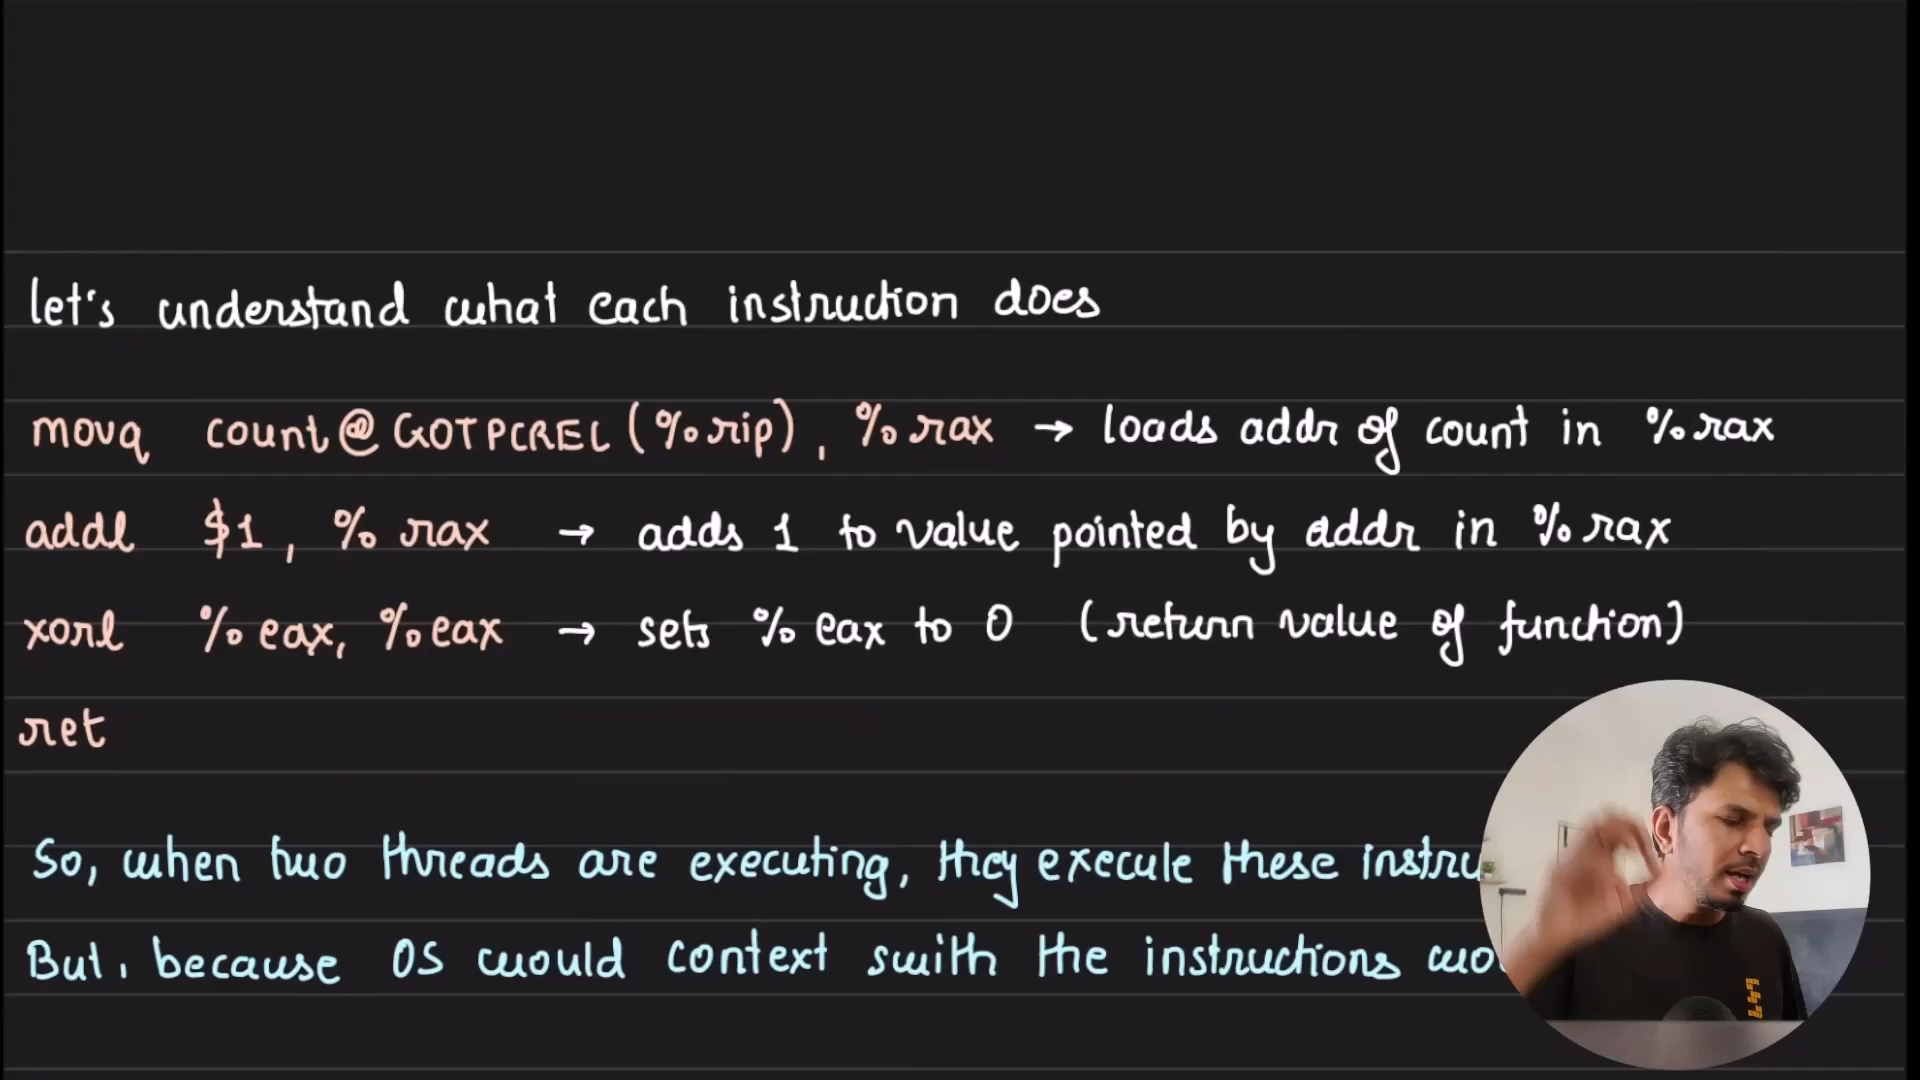 let's understand what each instruction does
movq count@GOTPCREL(%rip), %rax → loads addr of count in %rax
addl $1, %rax → adds 1 to value pointed by addr in %rax
xorl %eax, %eax → sets %eax to 0 (return value of function)
ret
So, when two threads are executing, they execute these
But, because OS would context swith the instructions